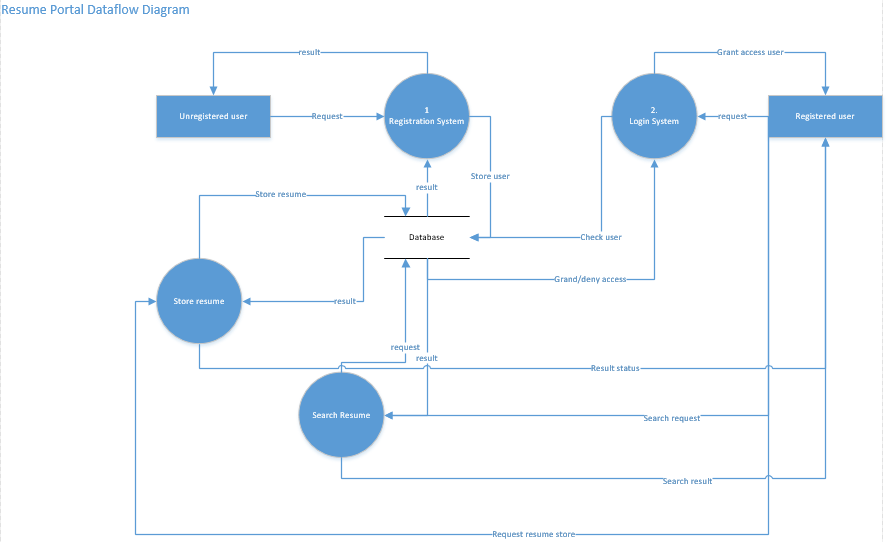 Resume Portal Dataflow Diagram
result
Grant access user
Unregistered user
Request
1
Registration System
2.
Login System
request
Registered user
Store user
result
Store resume
Database
Check user
Grand/deny access
Store resume
result
request
result
Result status
Search Resume
Search request
Search result
Request resume store